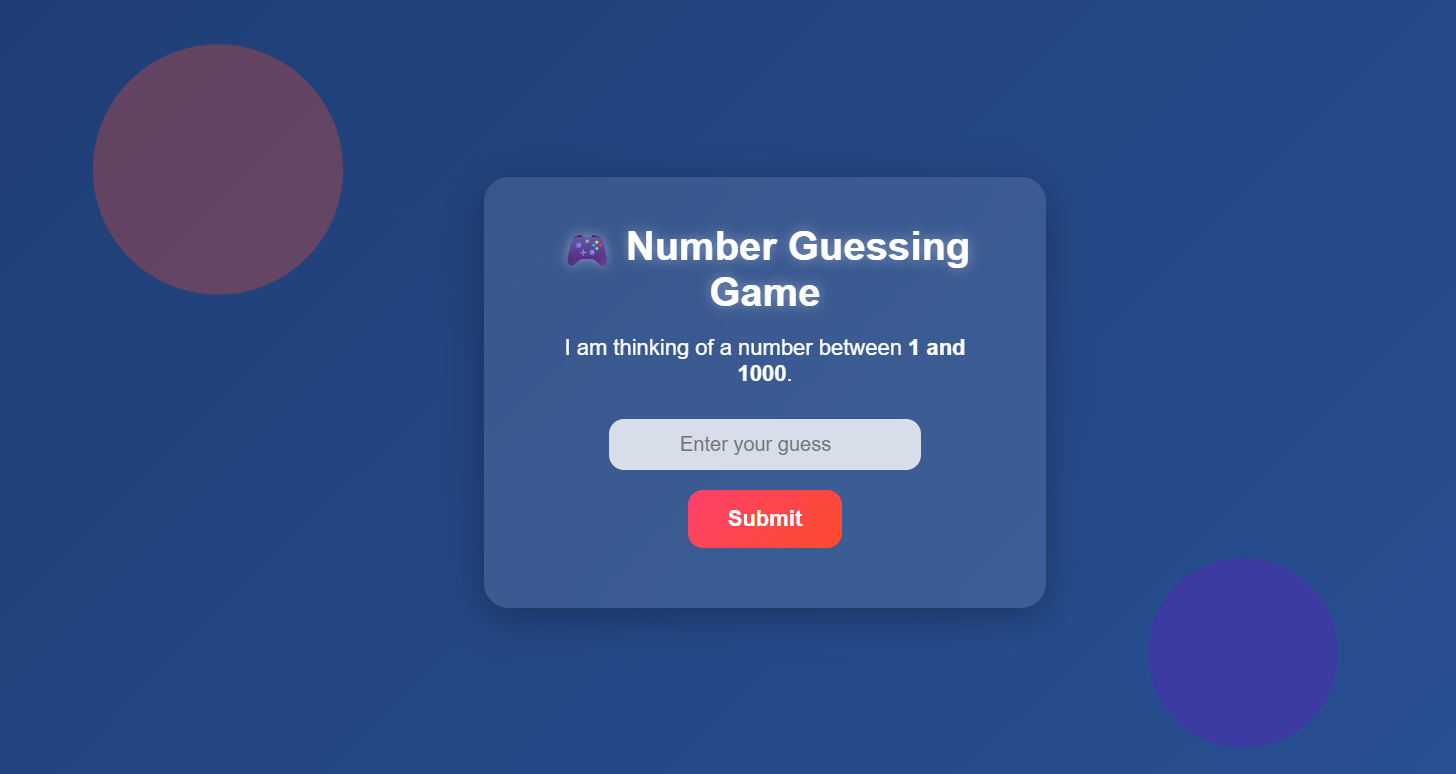 🎮 Number Guessing
Game
I am thinking of a number between 1 and
1000.
Enter your guess
Submit